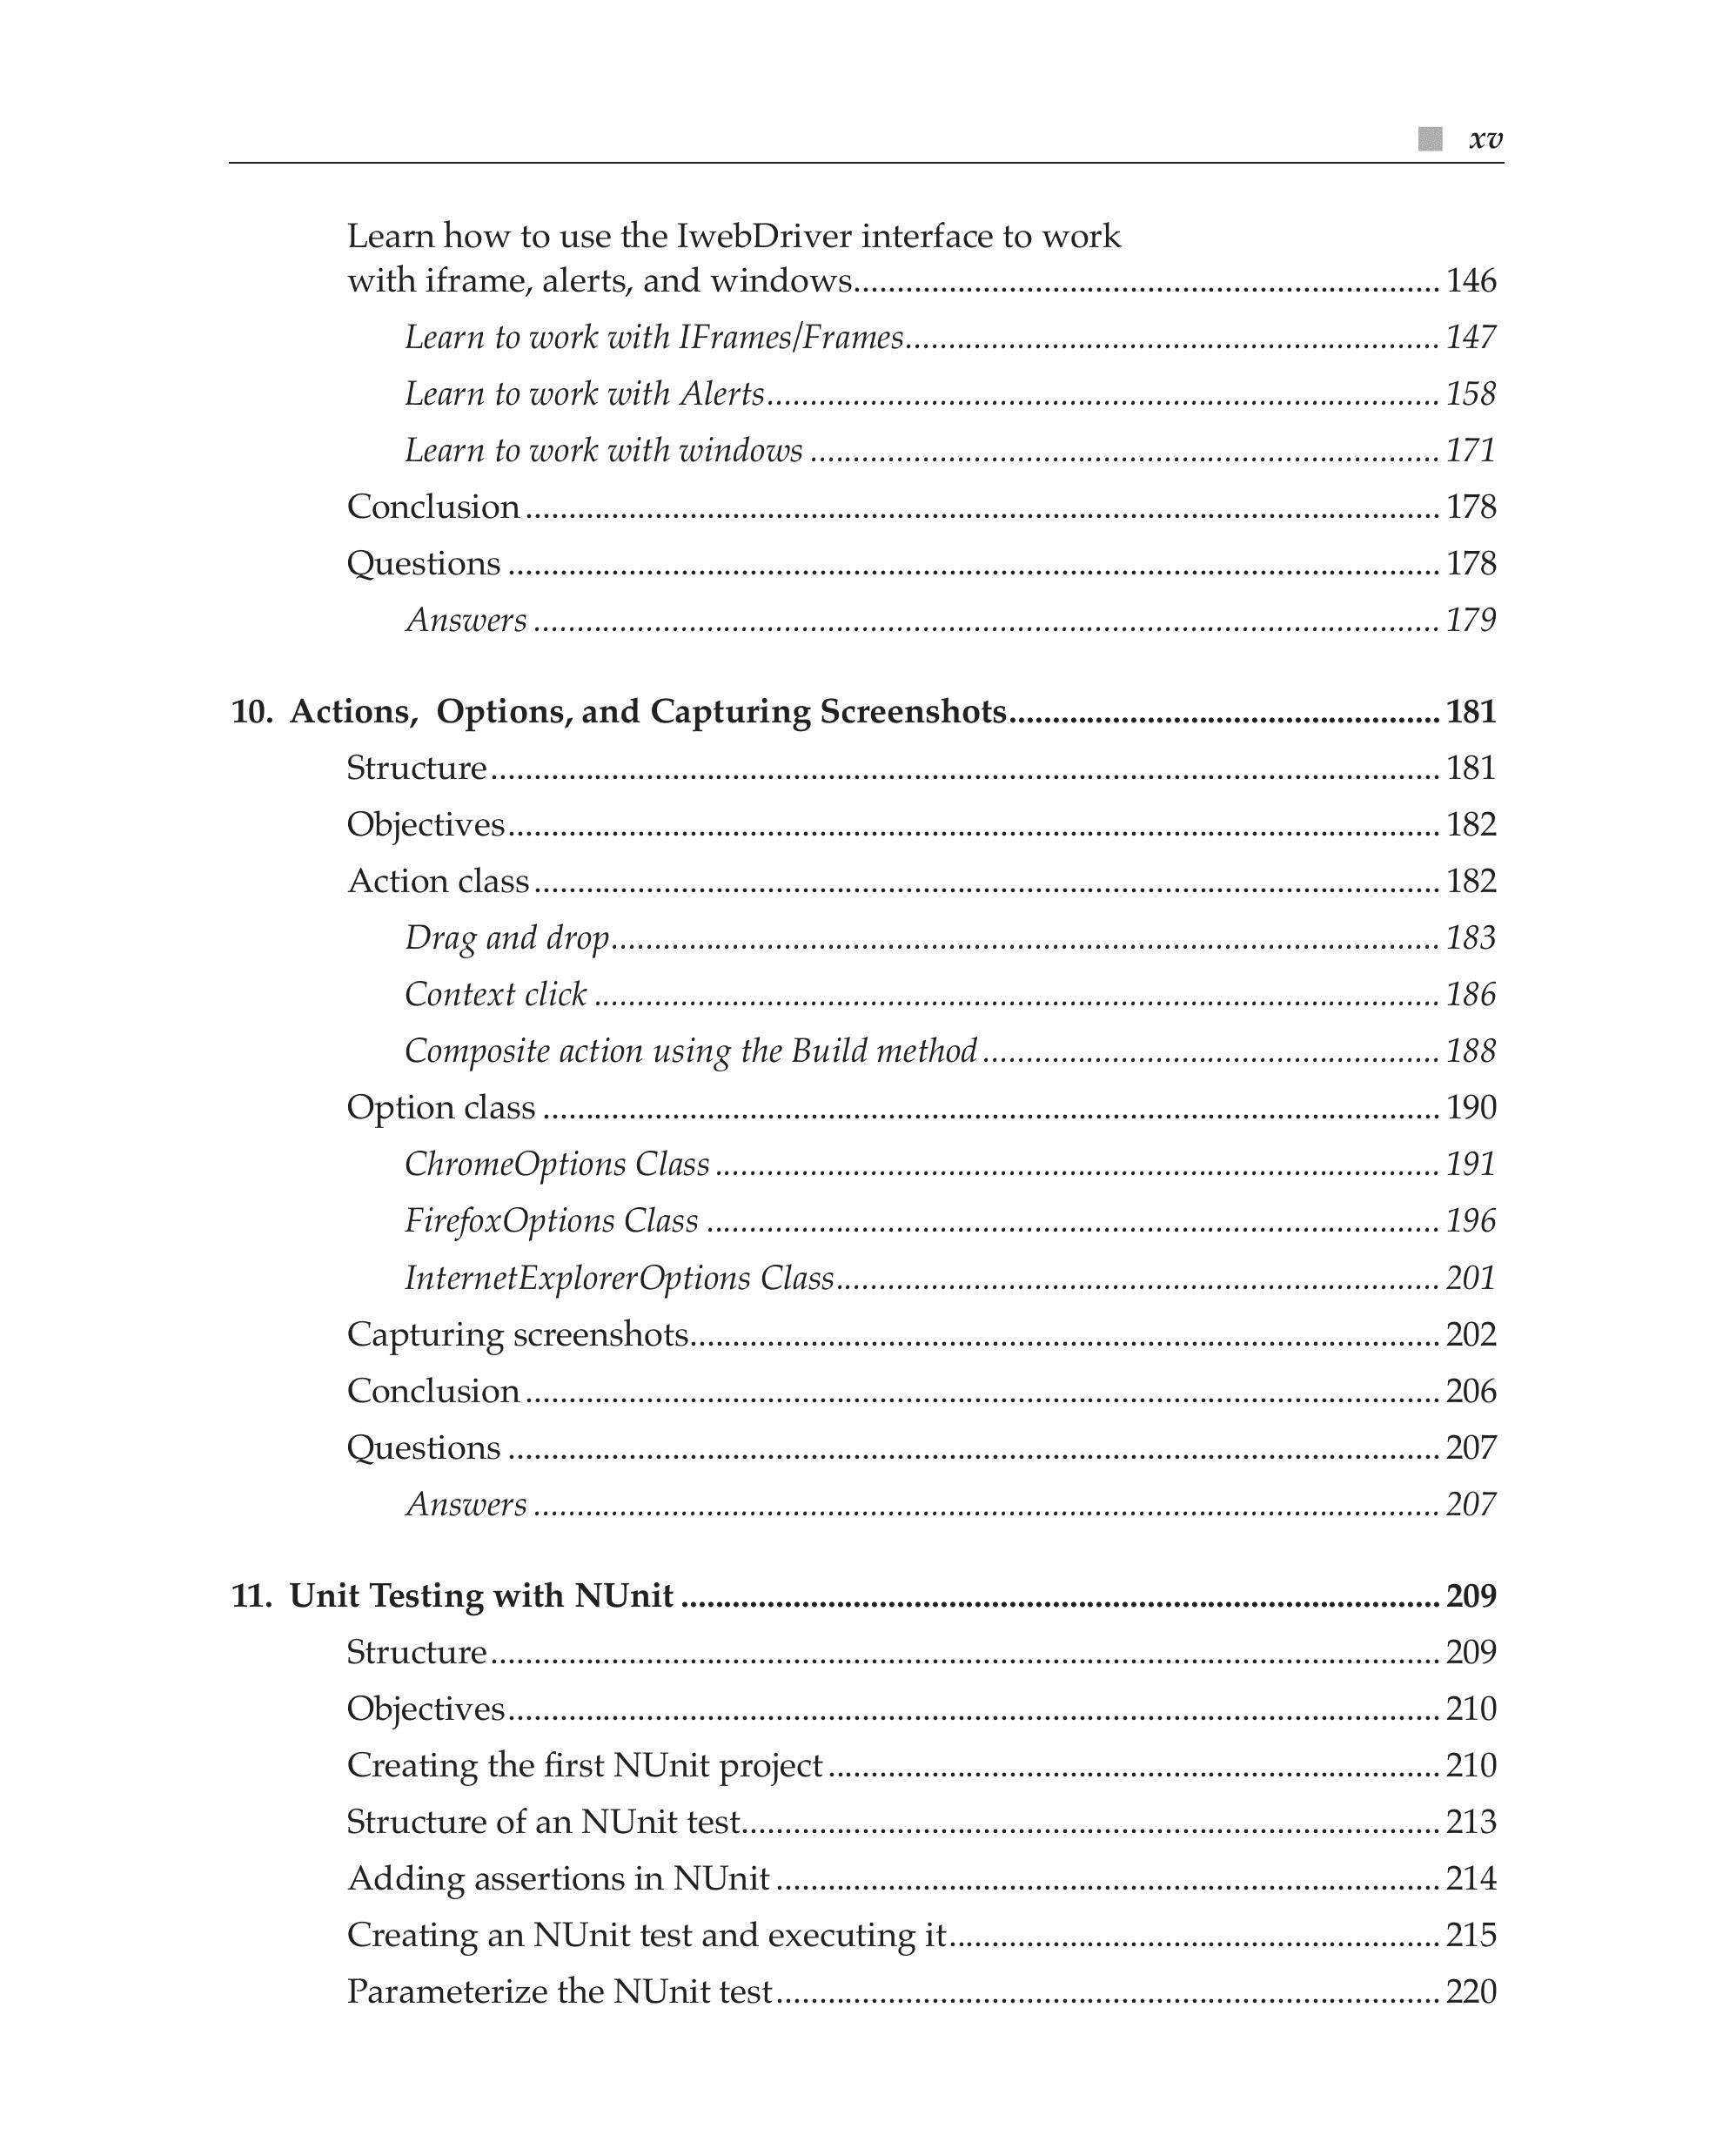 xv
Learn how to use the IwebDriver interface to work
with iframe, alerts, and windows.................................................................... 146
Learn to work with IFrames/Frames.............................................................. 147
Learn to work with Alerts.............................................................................. 158
Learn to work with windows ......................................................................... 171
Conclusion.......................................................................................................... 178
Questions ............................................................................................................ 178
Answers ......................................................................................................... 179
10. Actions, Options, and Capturing Screenshots.................................................. 181
Structure.............................................................................................................. 181
Objectives............................................................................................................ 182
Action class ......................................................................................................... 182
Drag and drop................................................................................................ 183
Context click .................................................................................................. 186
Composite action using the Build method ..................................................... 188
Option class ........................................................................................................ 190
ChromeOptions Class .................................................................................... 191
FirefoxOptions Class ..................................................................................... 196
InternetExplorerOptions Class...................................................................... 201
Capturing screenshots....................................................................................... 202
Conclusion.......................................................................................................... 206
Questions ............................................................................................................ 207
Answers ......................................................................................................... 207
11. Unit Testing with NUnit ........................................................................................ 209
Structure.............................................................................................................. 209
Objectives............................................................................................................ 210
Creating the first NUnit project ....................................................................... 210
Structure of an NUnit test................................................................................. 213
Adding assertions in NUnit ............................................................................. 214
Creating an NUnit test and executing it......................................................... 215
Parameterize the NUnit test............................................................................. 220